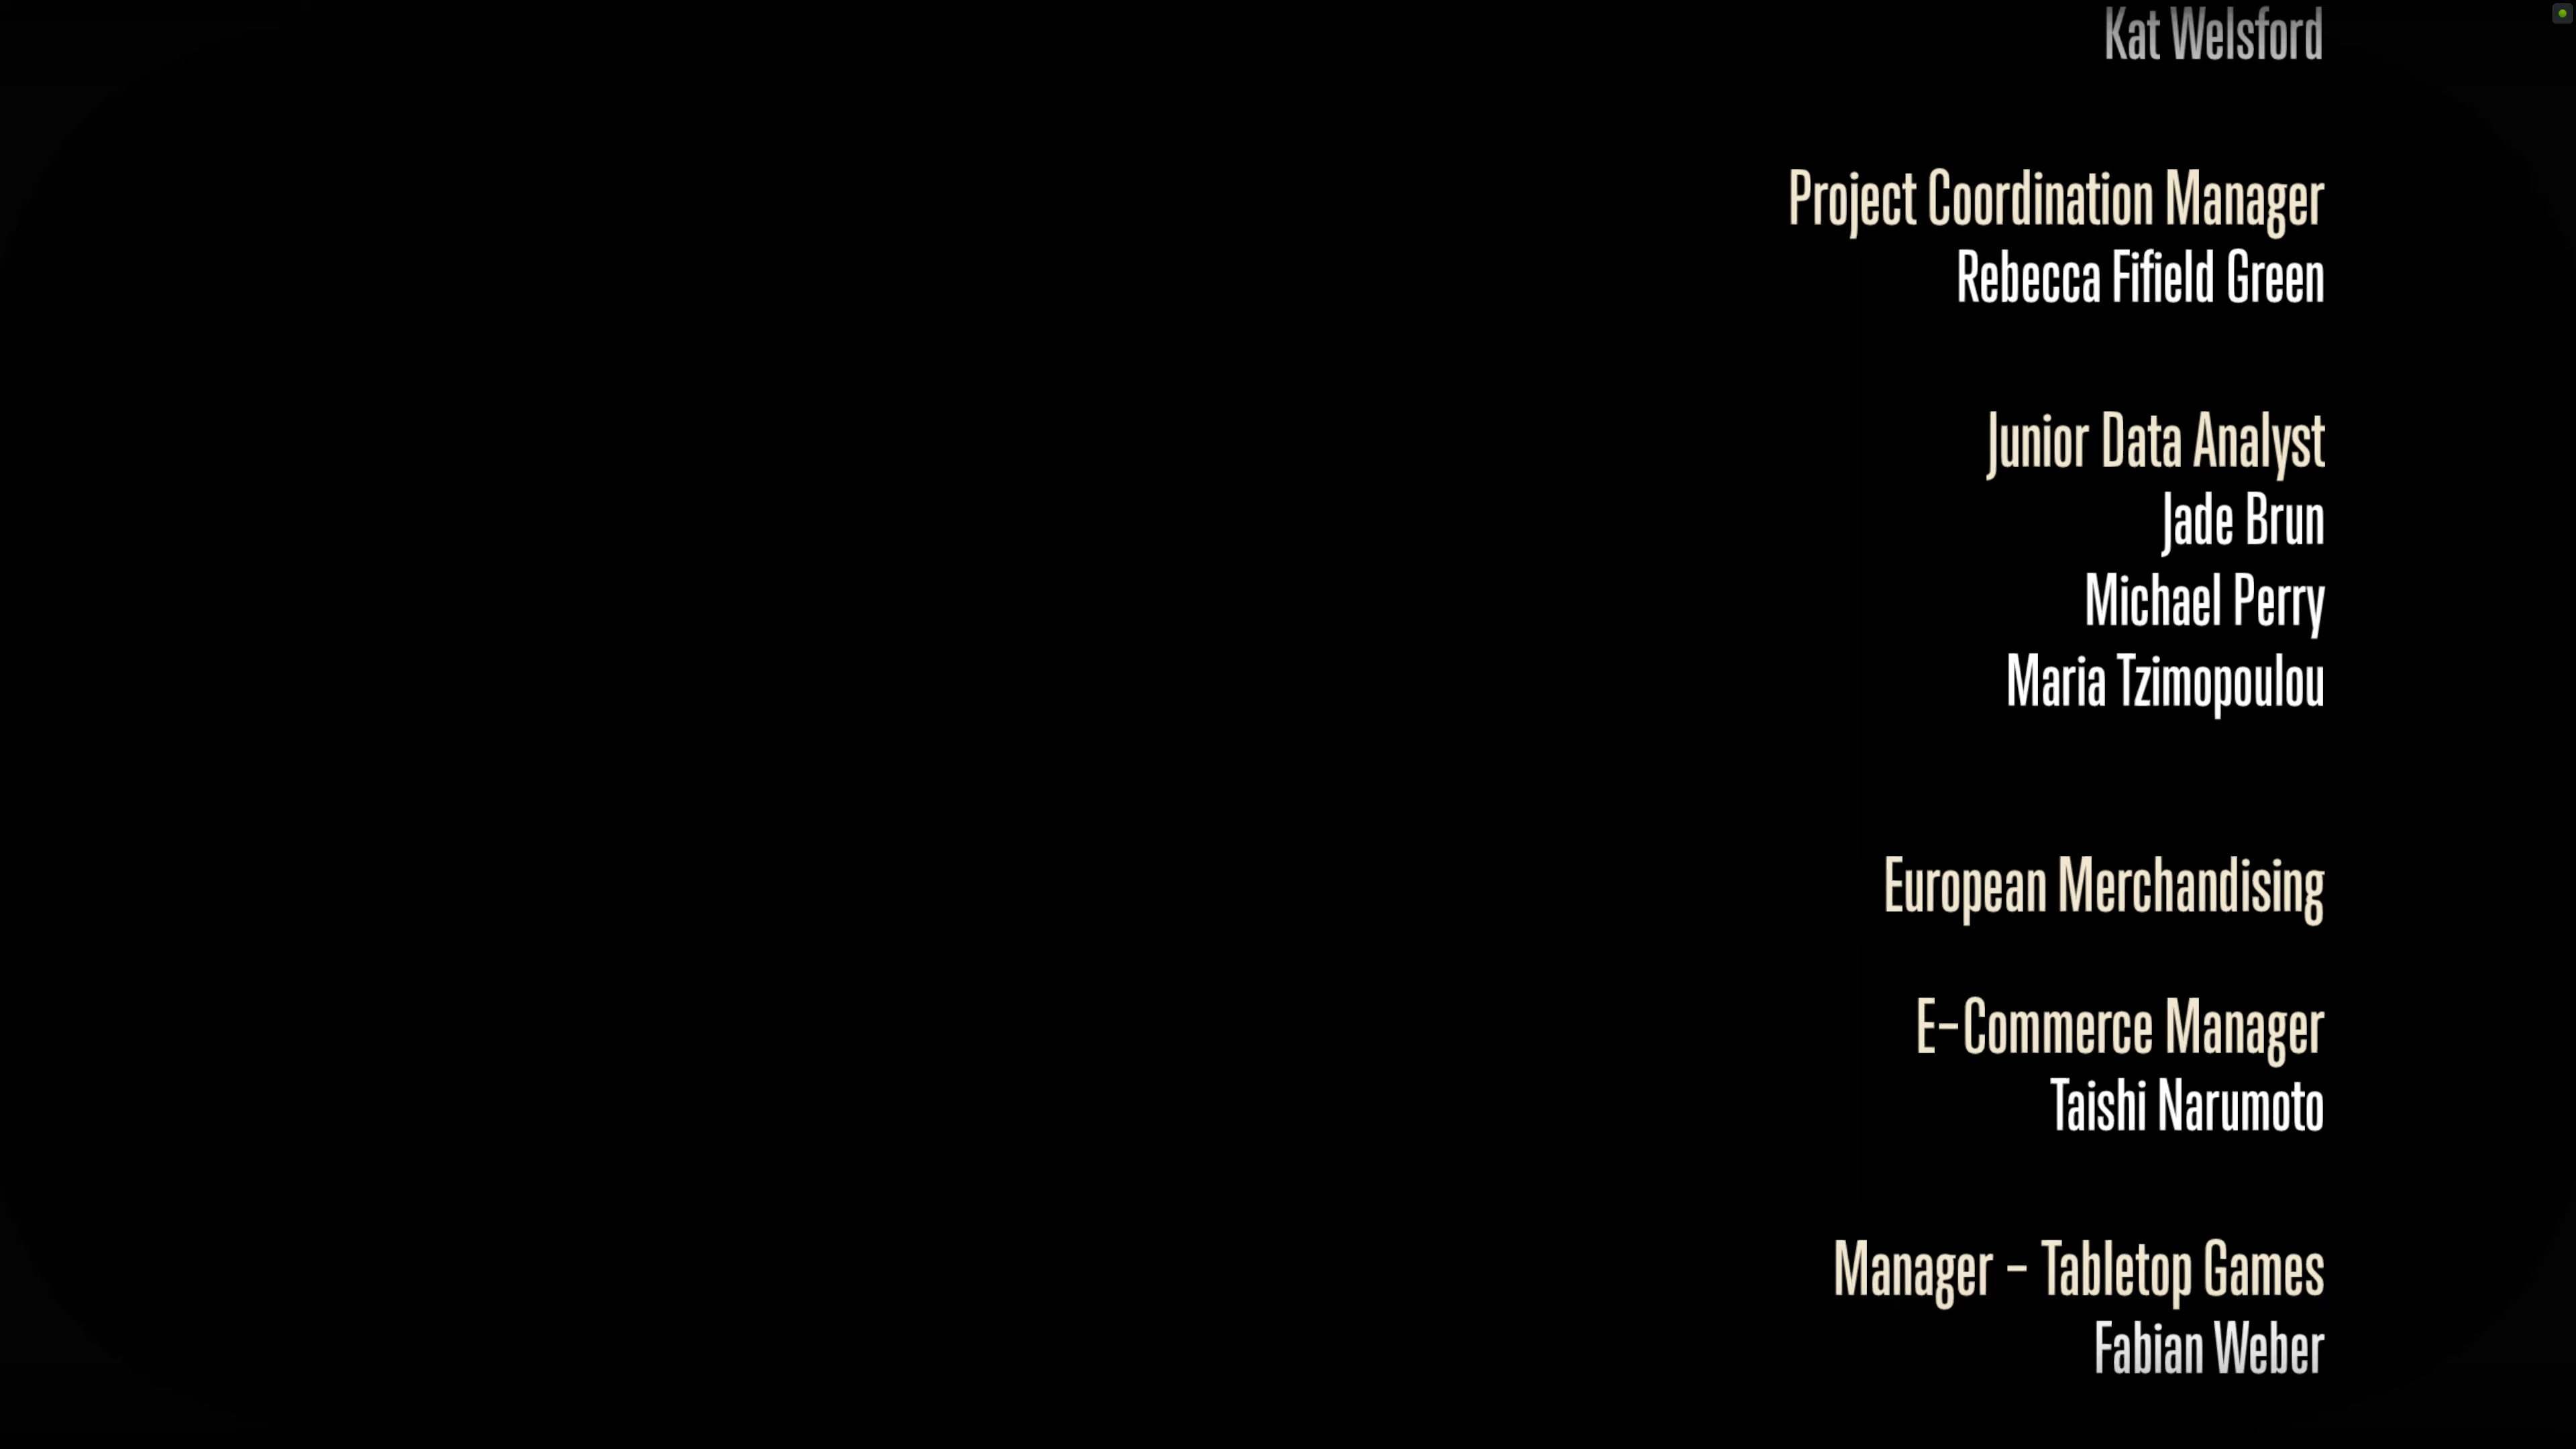 Kat Welsford
Project Coordination Manager
Rebecca Fifield Green
Junior Data Analyst
Jade Brun
Michael Perry
Maria Tzimopoulou
European Merchandising
E-Commerce Manager
Taishi Narumoto
Manager - Tabletop Games
Fabian Weber